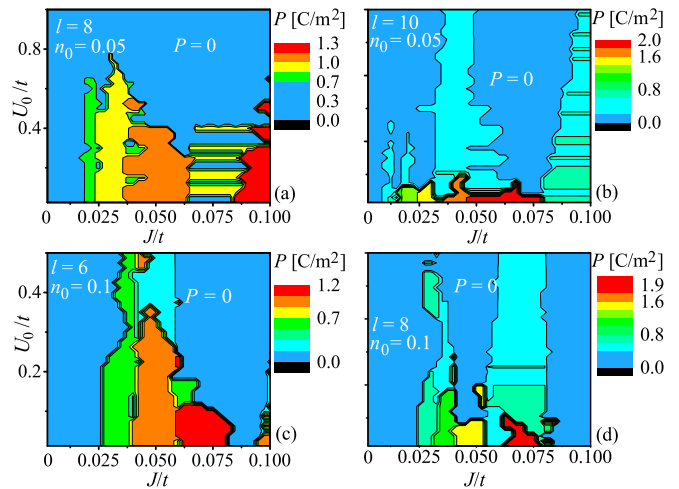 l = 8
n0 = 0.05
P = 0
P [C/m2]
1.3
1.0
0.7
0.3
0.0
0.8
0.4
U0 /t
(a)
0 0.025 0.050 0.075 0.100
J/t
l = 10
n0 = 0.05
P = 0
P [C/m2]
2.0
1.6
0.8
0.0
(b)
0 0.025 0.050 0.075 0.100
l = 6
n0 = 0.1
P = 0
P [C/m2]
1.2
0.7
0.0
0.4
0.2
U0 /t
(c)
0 0.025 0.050 0.075 0.100
J/t
P = 0
l = 8
n0 = 0.1
P [C/m2]
1.9
1.6
0.8
0.0
(d)
0 0.025 0.050 0.075 0.100
J/t